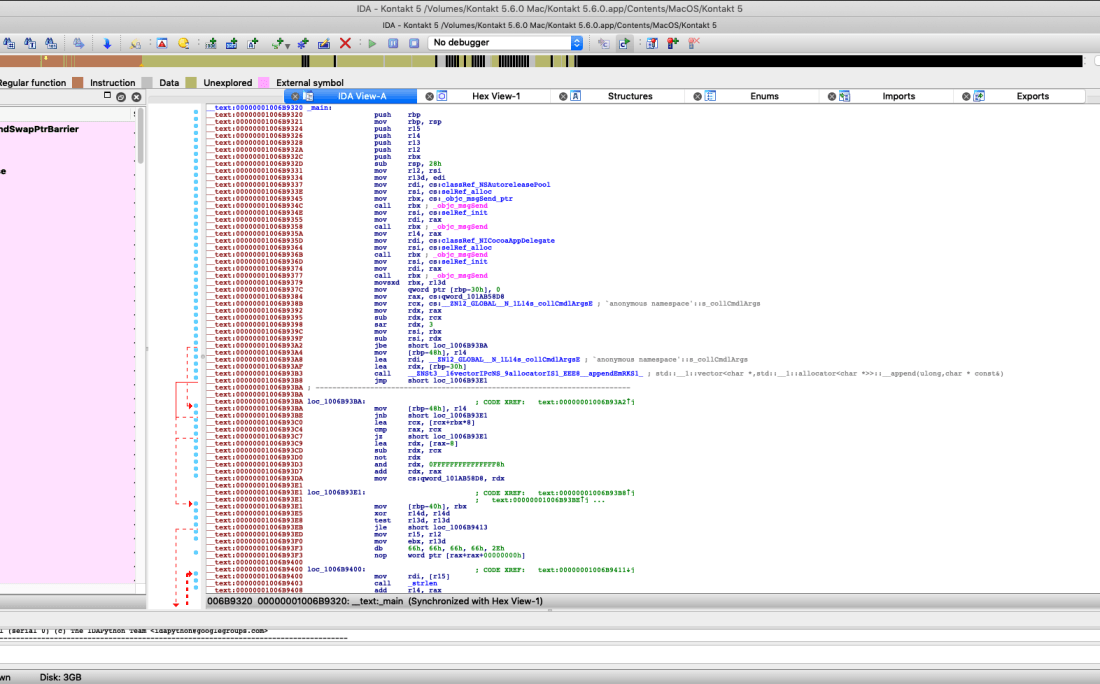 IDA - Kontakt 5 /Volumes/Kontakt 5.6.0 Mac/Kontakt 5.6.0.app/Contents/MacOS/Kontakt 5
IDA - Kontakt 5 /Volumes/Kontakt 5.6.0 Mac/Kontakt 5.6.0.app/Contents/MacOS/Kontakt 5
No debugger
Regular function Instruction Data Unexplored External symbol
IDA View-A Hex View-1 Structures Enums Imports Exports
ndSwapPtrBarrier
__text:00000001006B9320 _main:
__text:00000001006B9320 push rbp
__text:00000001006B9321 mov rbp, rsp
__text:00000001006B9324 push r15
__text:00000001006B9326 push r14
__text:00000001006B9328 push r13
__text:00000001006B932A push r12
__text:00000001006B932C push rbx
__text:00000001006B932D sub rsp, 28h
__text:00000001006B9331 mov r12, rsi
__text:00000001006B9334 mov r13d, edi
__text:00000001006B9337 mov rdi, cs:classRef_NSAutoreleasePool
__text:00000001006B933E mov rsi, cs:selRef_alloc
__text:00000001006B9345 mov rbx, cs:_objc_msgSend_ptr
__text:00000001006B934C call rbx ; _objc_msgSend
__text:00000001006B934E mov rsi, cs:selRef_init
__text:00000001006B9355 mov rdi, rax
__text:00000001006B9358 call rbx ; _objc_msgSend
__text:00000001006B935A mov r14, rax
__text:00000001006B935D mov rdi, cs:classRef_NICocoaAppDelegate
__text:00000001006B9364 mov rsi, cs:selRef_alloc
__text:00000001006B936B call rbx ; _objc_msgSend
__text:00000001006B936D mov rsi, cs:selRef_init
__text:00000001006B9374 mov rdi, rax
__text:00000001006B9377 call rbx ; _objc_msgSend
__text:00000001006B9379 movsxd rbx, r13d
__text:00000001006B937C mov qword ptr [rbp-30h], 0
__text:00000001006B9384 mov rax, cs:qword_101AB58D8
__text:00000001006B938B mov rcx, cs:__ZN12_GLOBAL__N_1L14s_collCmdlArgsE ; `anonymous namespace'::s_collCmdlArgs
__text:00000001006B9392 mov rdx, rax
__text:00000001006B9395 sub rdx, rcx
__text:00000001006B9398 sar rdx, 3
__text:00000001006B939C mov rsi, rbx
__text:00000001006B939F sub rsi, rdx
__text:00000001006B93A2 jbe short loc_1006B93BA
__text:00000001006B93A4 mov [rbp-48h], r14
__text:00000001006B93A8 lea rdi, __ZN12_GLOBAL__N_1L14s_collCmdlArgsE ; `anonymous namespace'::s_collCmdlArgs
__text:00000001006B93AF lea rdx, [rbp-30h]
__text:00000001006B93B3 call __ZNSt3__16vectorIPcNS_9allocatorIS1_EEE8__appendEmRKS1_ ; std::__1::vector<char *,std::__1::allocator<char *>>::__append(ulong,char * const&)
__text:00000001006B93B8 jmp short loc_1006B93E1
__text:00000001006B93BA ; ---------------------------------------------------------------------------
__text:00000001006B93BA
__text:00000001006B93BA loc_1006B93BA: ; CODE XREF: __text:00000001006B93A2↑j
__text:00000001006B93BA mov [rbp-48h], r14
__text:00000001006B93BE jnb short loc_1006B93E1
__text:00000001006B93C0 lea rcx, [rcx+rbx*8]
__text:00000001006B93C4 cmp rax, rcx
__text:00000001006B93C7 jz short loc_1006B93E1
__text:00000001006B93C9 lea rdx, [rax-8]
__text:00000001006B93CD sub rdx, rcx
__text:00000001006B93D0 not rdx
__text:00000001006B93D3 and rdx, 0FFFFFFFFFFFFFFF8h
__text:00000001006B93D7 add rdx, rax
__text:00000001006B93DA mov cs:qword_101AB58D8, rdx
__text:00000001006B93E1
__text:00000001006B93E1 loc_1006B93E1: ; CODE XREF: __text:00000001006B93B8↑j
__text:00000001006B93E1 ; __text:00000001006B93BE↑j ...
__text:00000001006B93E1 mov [rbp-40h], rbx
__text:00000001006B93E5 xor r14d, r14d
__text:00000001006B93E8 test r13d, r13d
__text:00000001006B93EB jle short loc_1006B9413
__text:00000001006B93ED mov r15, r12
__text:00000001006B93F0 mov ebx, r13d
__text:00000001006B93F3 db 66h, 66h, 66h, 66h, 2Eh
__text:00000001006B93F3 nop word ptr [rax+rax+00000000h]
__text:00000001006B9400
__text:00000001006B9400 loc_1006B9400: ; CODE XREF: __text:00000001006B9411↓j
__text:00000001006B9400 mov rdi, [r15]
__text:00000001006B9403 call _strlen
__text:00000001006B9408 add r14, rax
006B9320 00000001006B9320: __text:_main (Synchronized with Hex View-1)
(serial 0) (c) The IDAPython Team <idapython@googlegroups.com>
wn Disk: 3GB